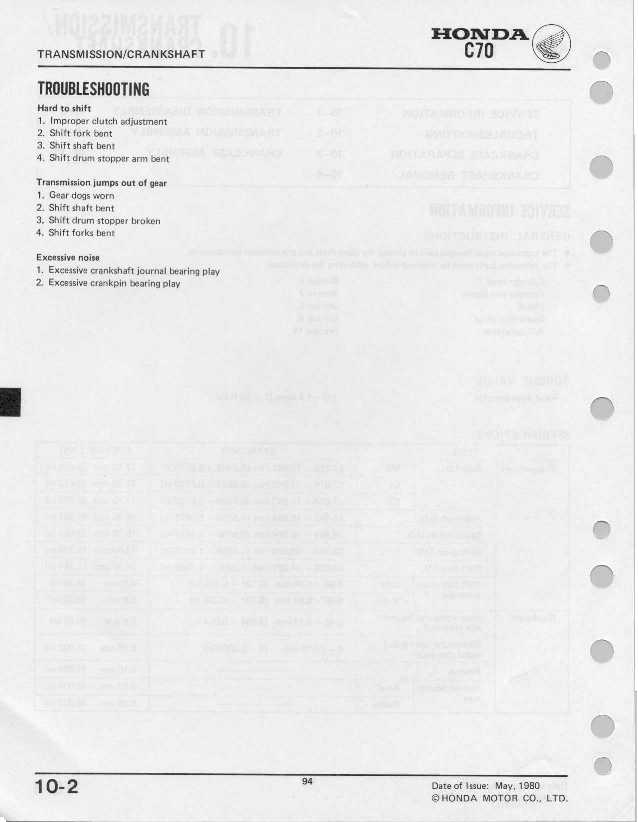 HONDA
TRANSMISSION/CRANKSHAFT
C70
TROUBLESHOOTING
Hard to shift
1. Improper clutch adjustment
2. Shift fork bent
3. Shift shaft bent
4. Shift drum stopper arm bent
Transmission jumps out of gear
1. Gear dogs worn
2. Shift shaft bent
3. Shift drum stopper broken
4. Shift forks bent
Excessive noise
1. Excessive crankshaft journal bearing play
2. Excessive crankpin bearing play
10-2
94
Date of Issue: May, 1980
© HONDA MOTOR CO., LTD.